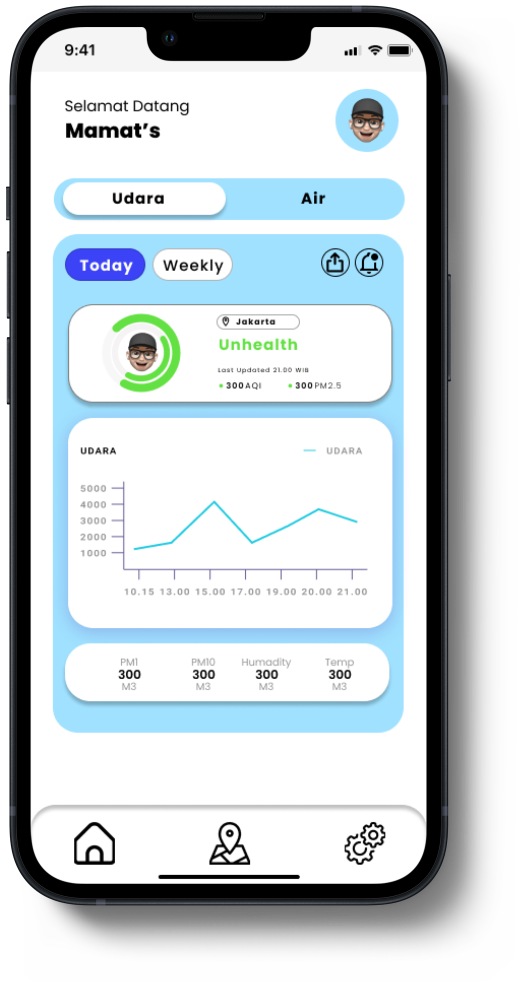 9:41
Selamat Datang
Mamat’s
Udara Air
Today Weekly
Jakarta
Unhealth
Last Updated 21.00 WIB
300 AQI 300 PM2.5
UDARA UDARA
5000
4000
3000
2000
1000
10.15 13.00 15.00 17.00 19.00 20.00 21.00
PM1 PM10 Humadity Temp
300 300 300 300
M3 M3 M3 M3